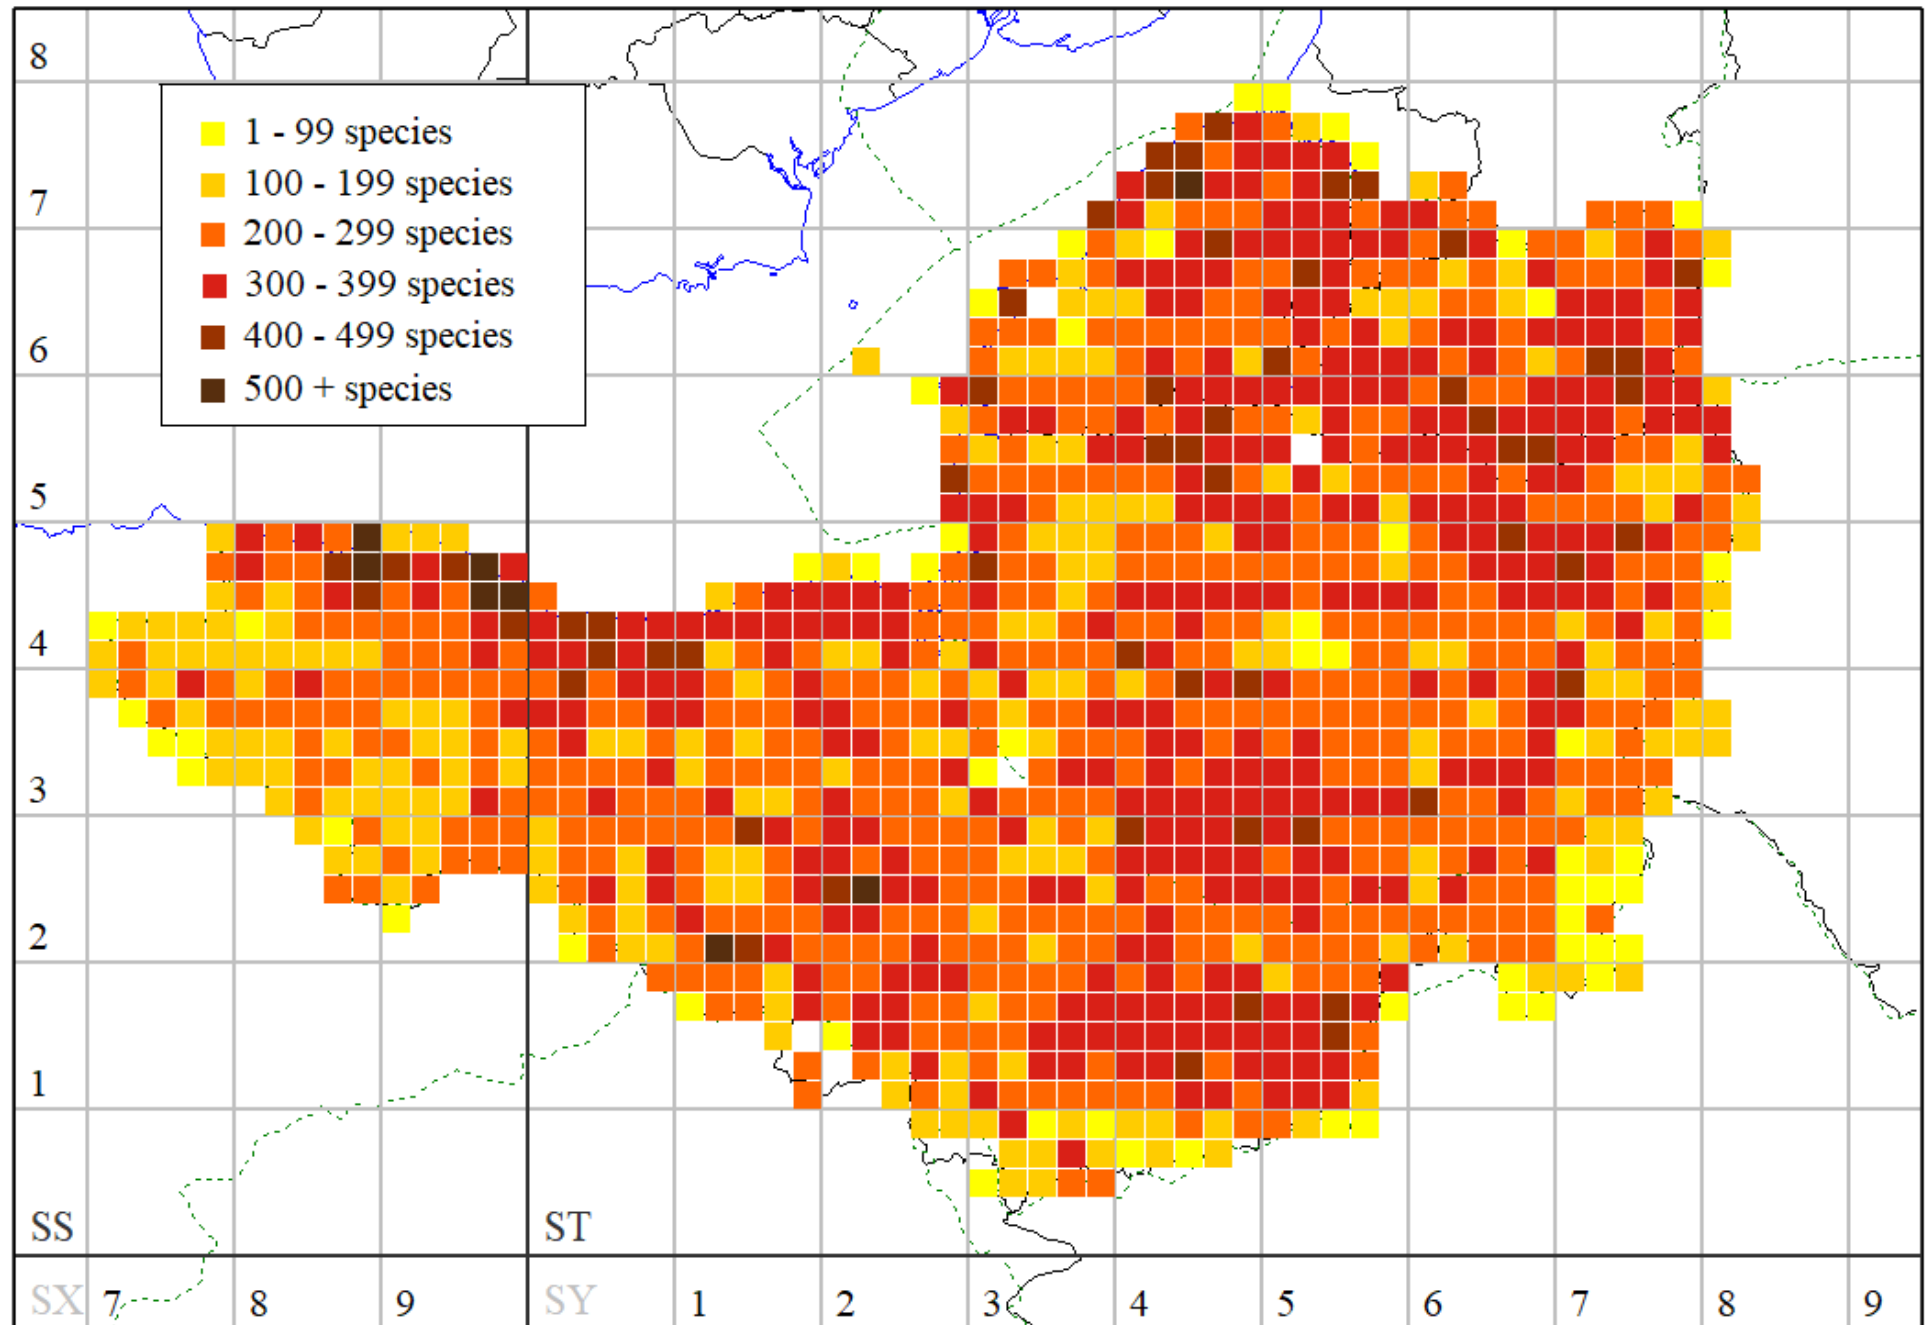 8
1 - 99 species
100 - 199 species
7
200 - 299 species
300 - 399 species
400 - 499 species
6
500 + species
5
4
3
2
1
SS ST
SX 7 8 9 SY 1 2 3 4 5 6 7 8 9